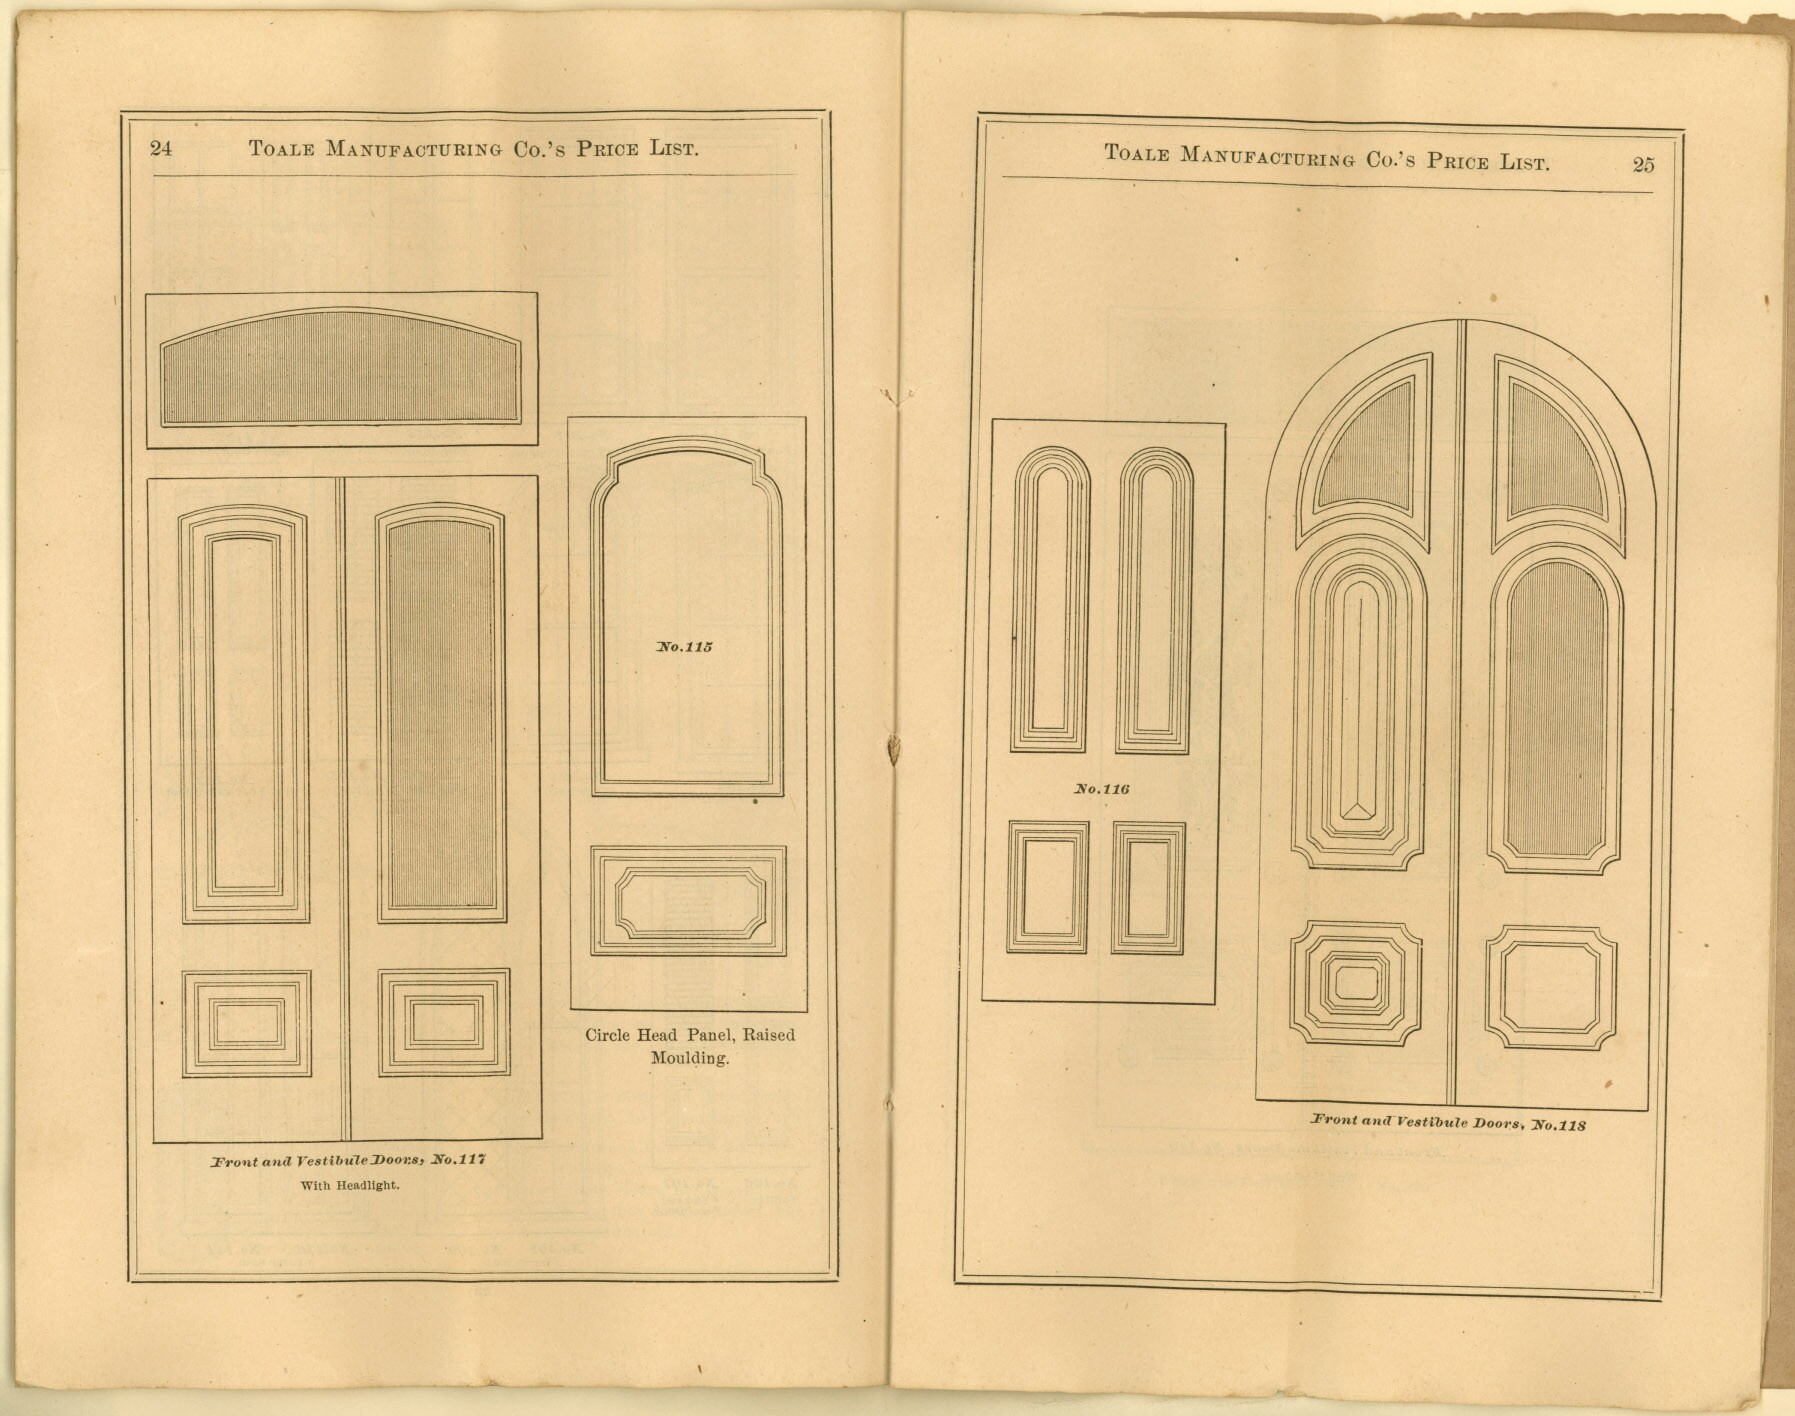 24 Toale Manufacturing Co.'s Price List.
No.115
Circle Head Panel, Raised
Moulding.
Front and Vestibule Doors, No.117
With Headlight.
Toale Manufacturing Co.'s Price List. 25
No.116
Front and Vestibule Doors, No.118